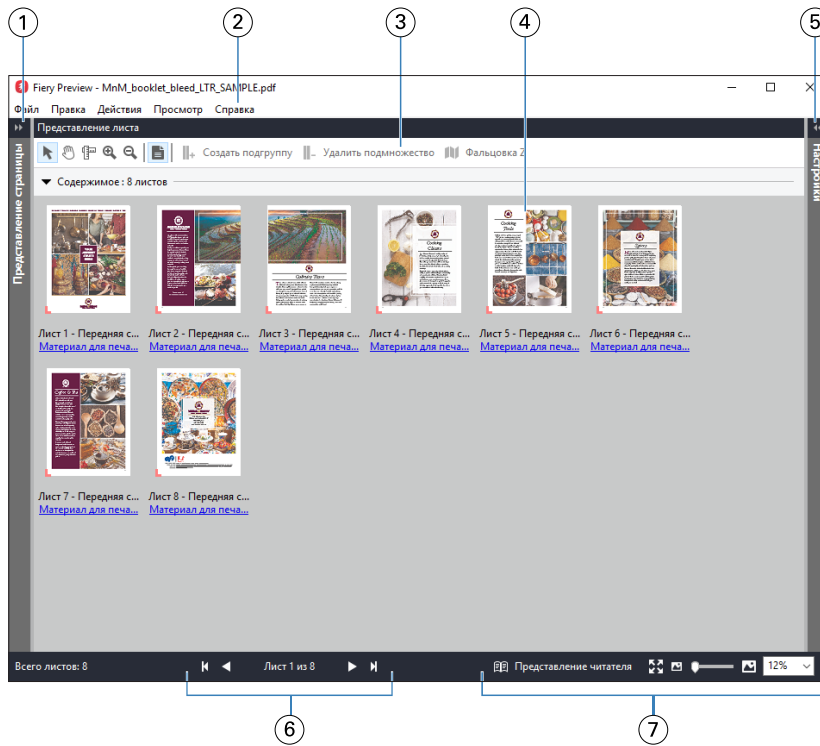 1 2 3 4 5
Fiery Preview - MnM_booklet_bleed_LTR_SAMPLE.pdf
Файл Правка Действия Просмотр Справка
Представление листа
Создать подгруппу Удалить подмножество Фальцовка Z
Представление страницы
Настройки
Содержимое : 8 листов
Лист 1 - Передняя с... Лист 2 - Передняя с... Лист 3 - Передняя с... Лист 4 - Передняя с... Лист 5 - Передняя с... Лист 6 - Передняя с...
Материал для печа... Материал для печа... Материал для печа... Материал для печа... Материал для печа... Материал для печа...
Лист 7 - Передняя с... Лист 8 - Передняя с...
Материал для печа... Материал для печа...
Всего листов: 8 Лист 1 из 8 Представление читателя 12%
6 7